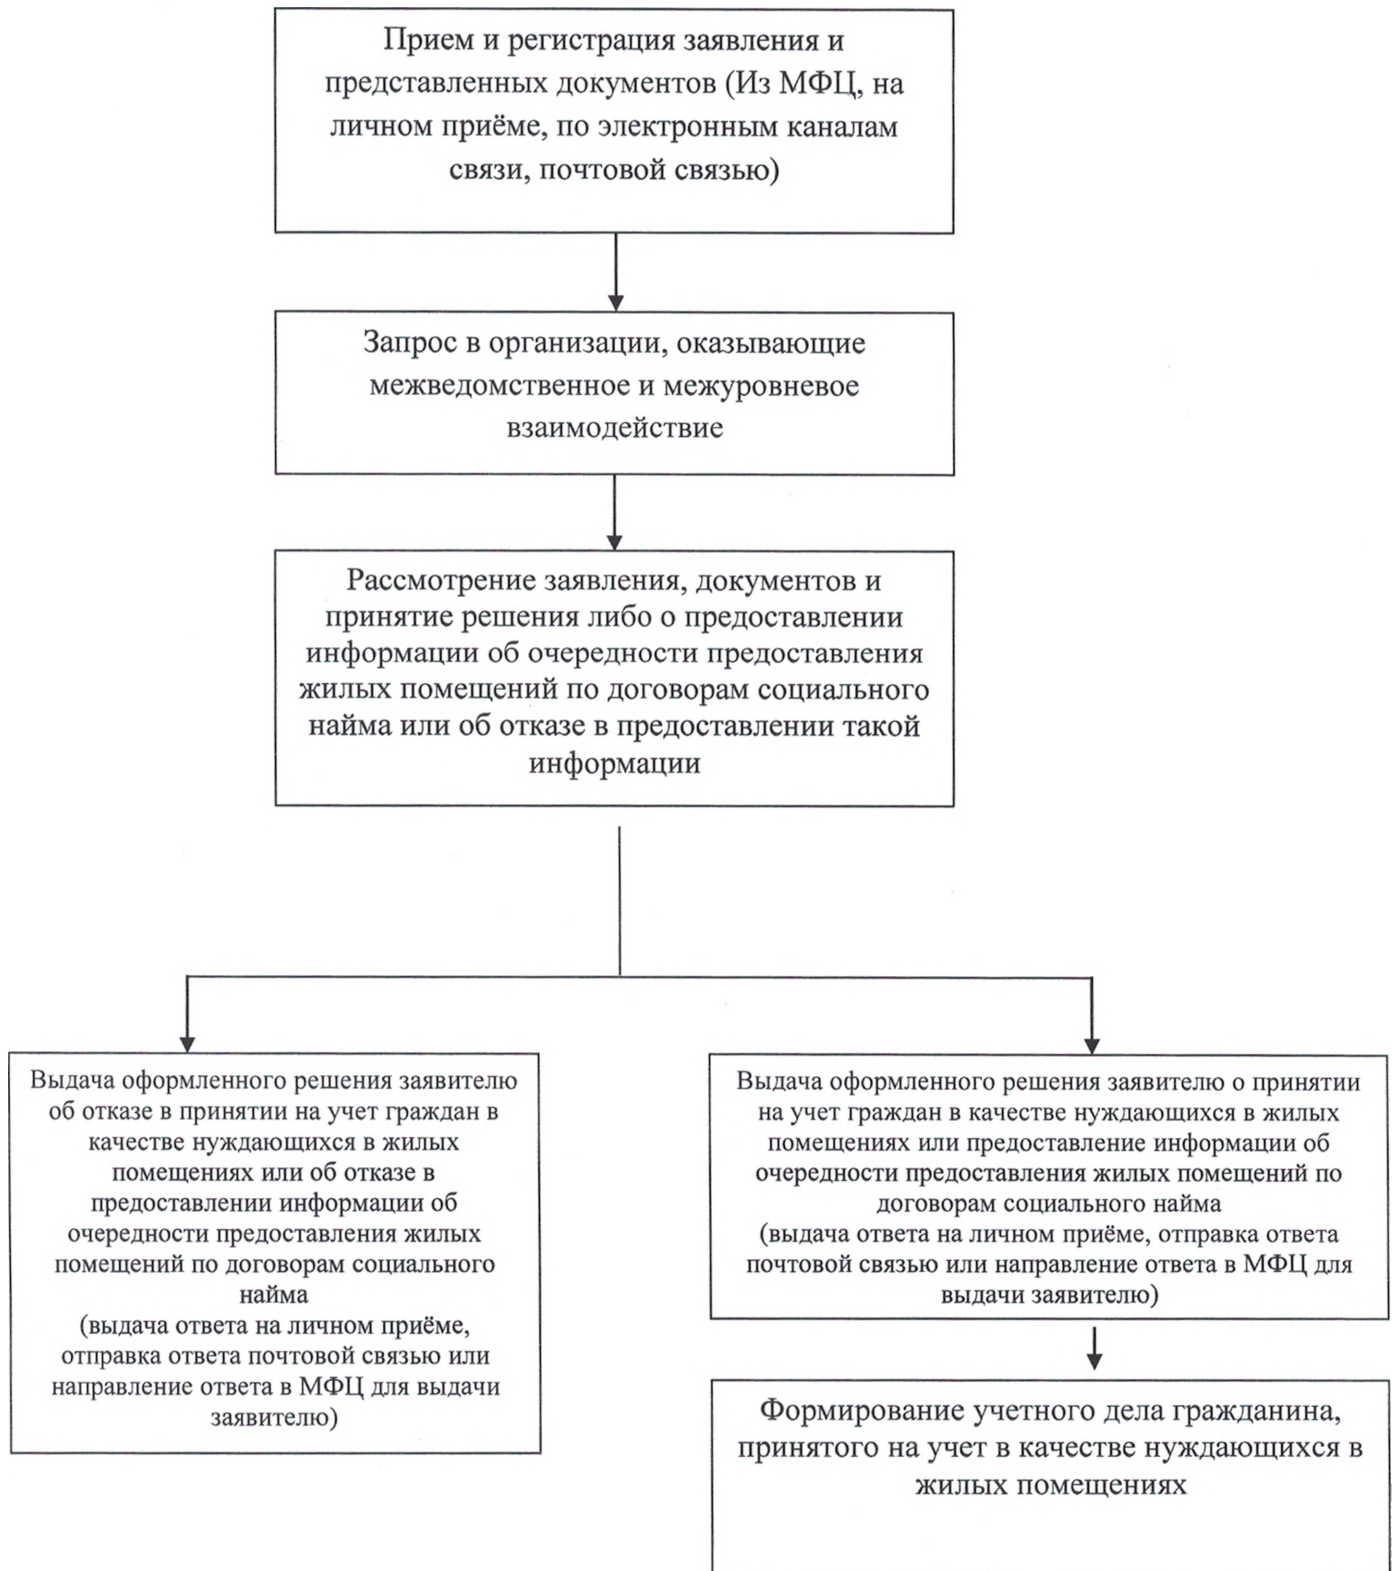 Прием и регистрация заявления и
представленных документов (Из МФЦ, на
личном приёме, по электронным каналам
связи, почтовой связью)
Запрос в организации, оказывающие
межведомственное и межуровневое
взаимодействие
Рассмотрение заявления, документов и
принятие решения либо о предоставлении
информации об очередности предоставления
жилых помещений по договорам социального
найма или об отказе в предоставлении такой
информации
Выдача оформленного решения заявителю
об отказе в принятии на учет граждан в
качестве нуждающихся в жилых
помещениях или об отказе в
предоставлении информации об
очередности предоставления жилых
помещений по договорам социального
найма
(выдача ответа на личном приёме,
отправка ответа почтовой связью или
направление ответа в МФЦ для выдачи
заявителю)
Выдача оформленного решения заявителю о принятии
на учет граждан в качестве нуждающихся в жилых
помещениях или предоставление информации об
очередности предоставления жилых помещений по
договорам социального найма
(выдача ответа на личном приёме, отправка ответа
почтовой связью или направление ответа в МФЦ для
выдачи заявителю)
Формирование учетного дела гражданина,
принятого на учет в качестве нуждающихся в
жилых помещениях